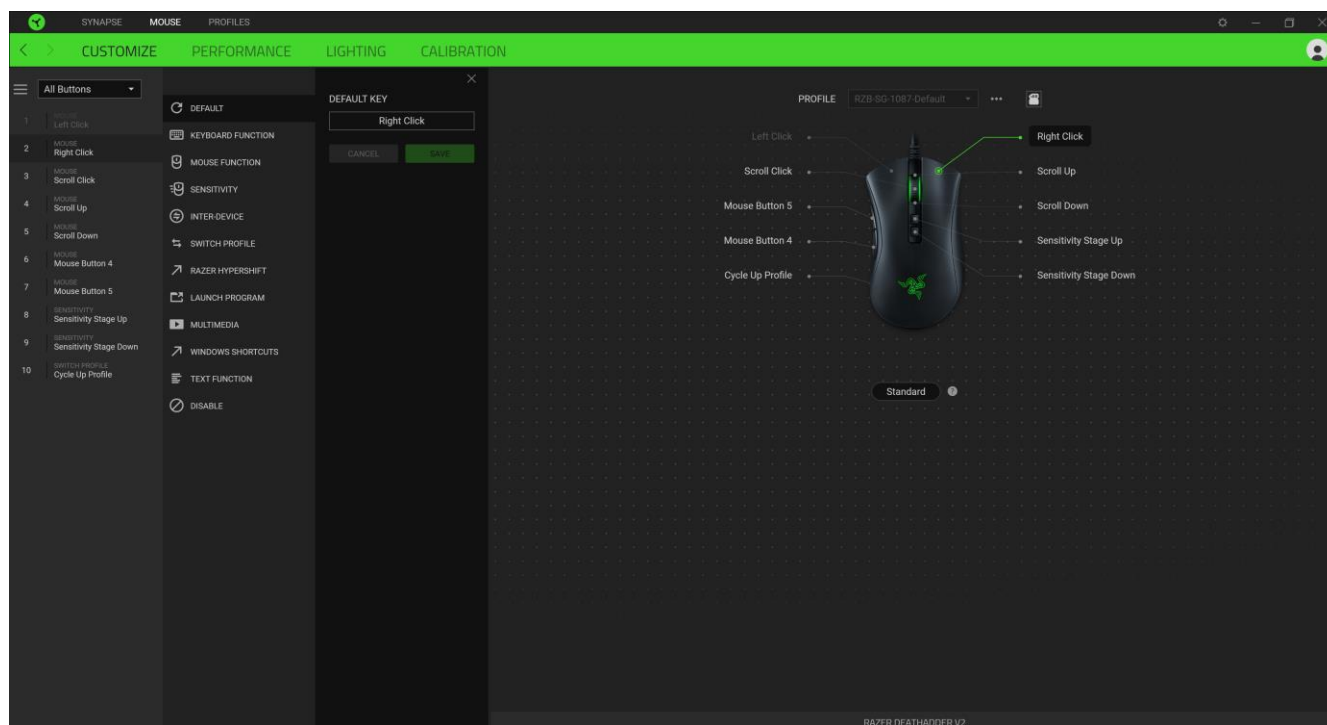 SYNAPSE MOUSE PROFILES
CUSTOMIZE PERFORMANCE LIGHTING CALIBRATION
All Buttons
1 MOUSE
Left Click
2 MOUSE
Right Click
3 MOUSE
Scroll Click
4 MOUSE
Scroll Up
5 MOUSE
Scroll Down
6 MOUSE
Mouse Button 4
7 MOUSE
Mouse Button 5
8 SENSITIVITY
Sensitivity Stage Up
9 SENSITIVITY
Sensitivity Stage Down
10 SWITCH PROFILE
Cycle Up Profile
DEFAULT
KEYBOARD FUNCTION
MOUSE FUNCTION
SENSITIVITY
INTER-DEVICE
SWITCH PROFILE
RAZER HYPERSHIFT
LAUNCH PROGRAM
MULTIMEDIA
WINDOWS SHORTCUTS
TEXT FUNCTION
DISABLE
DEFAULT KEY
Right Click
CANCEL SAVE
PROFILE RZB-SG-1087-Default
Left Click Right Click
Scroll Click Scroll Up
Mouse Button 5 Scroll Down
Mouse Button 4 Sensitivity Stage Up
Cycle Up Profile Sensitivity Stage Down
Standard ?
RAZER DEATHADDER V2